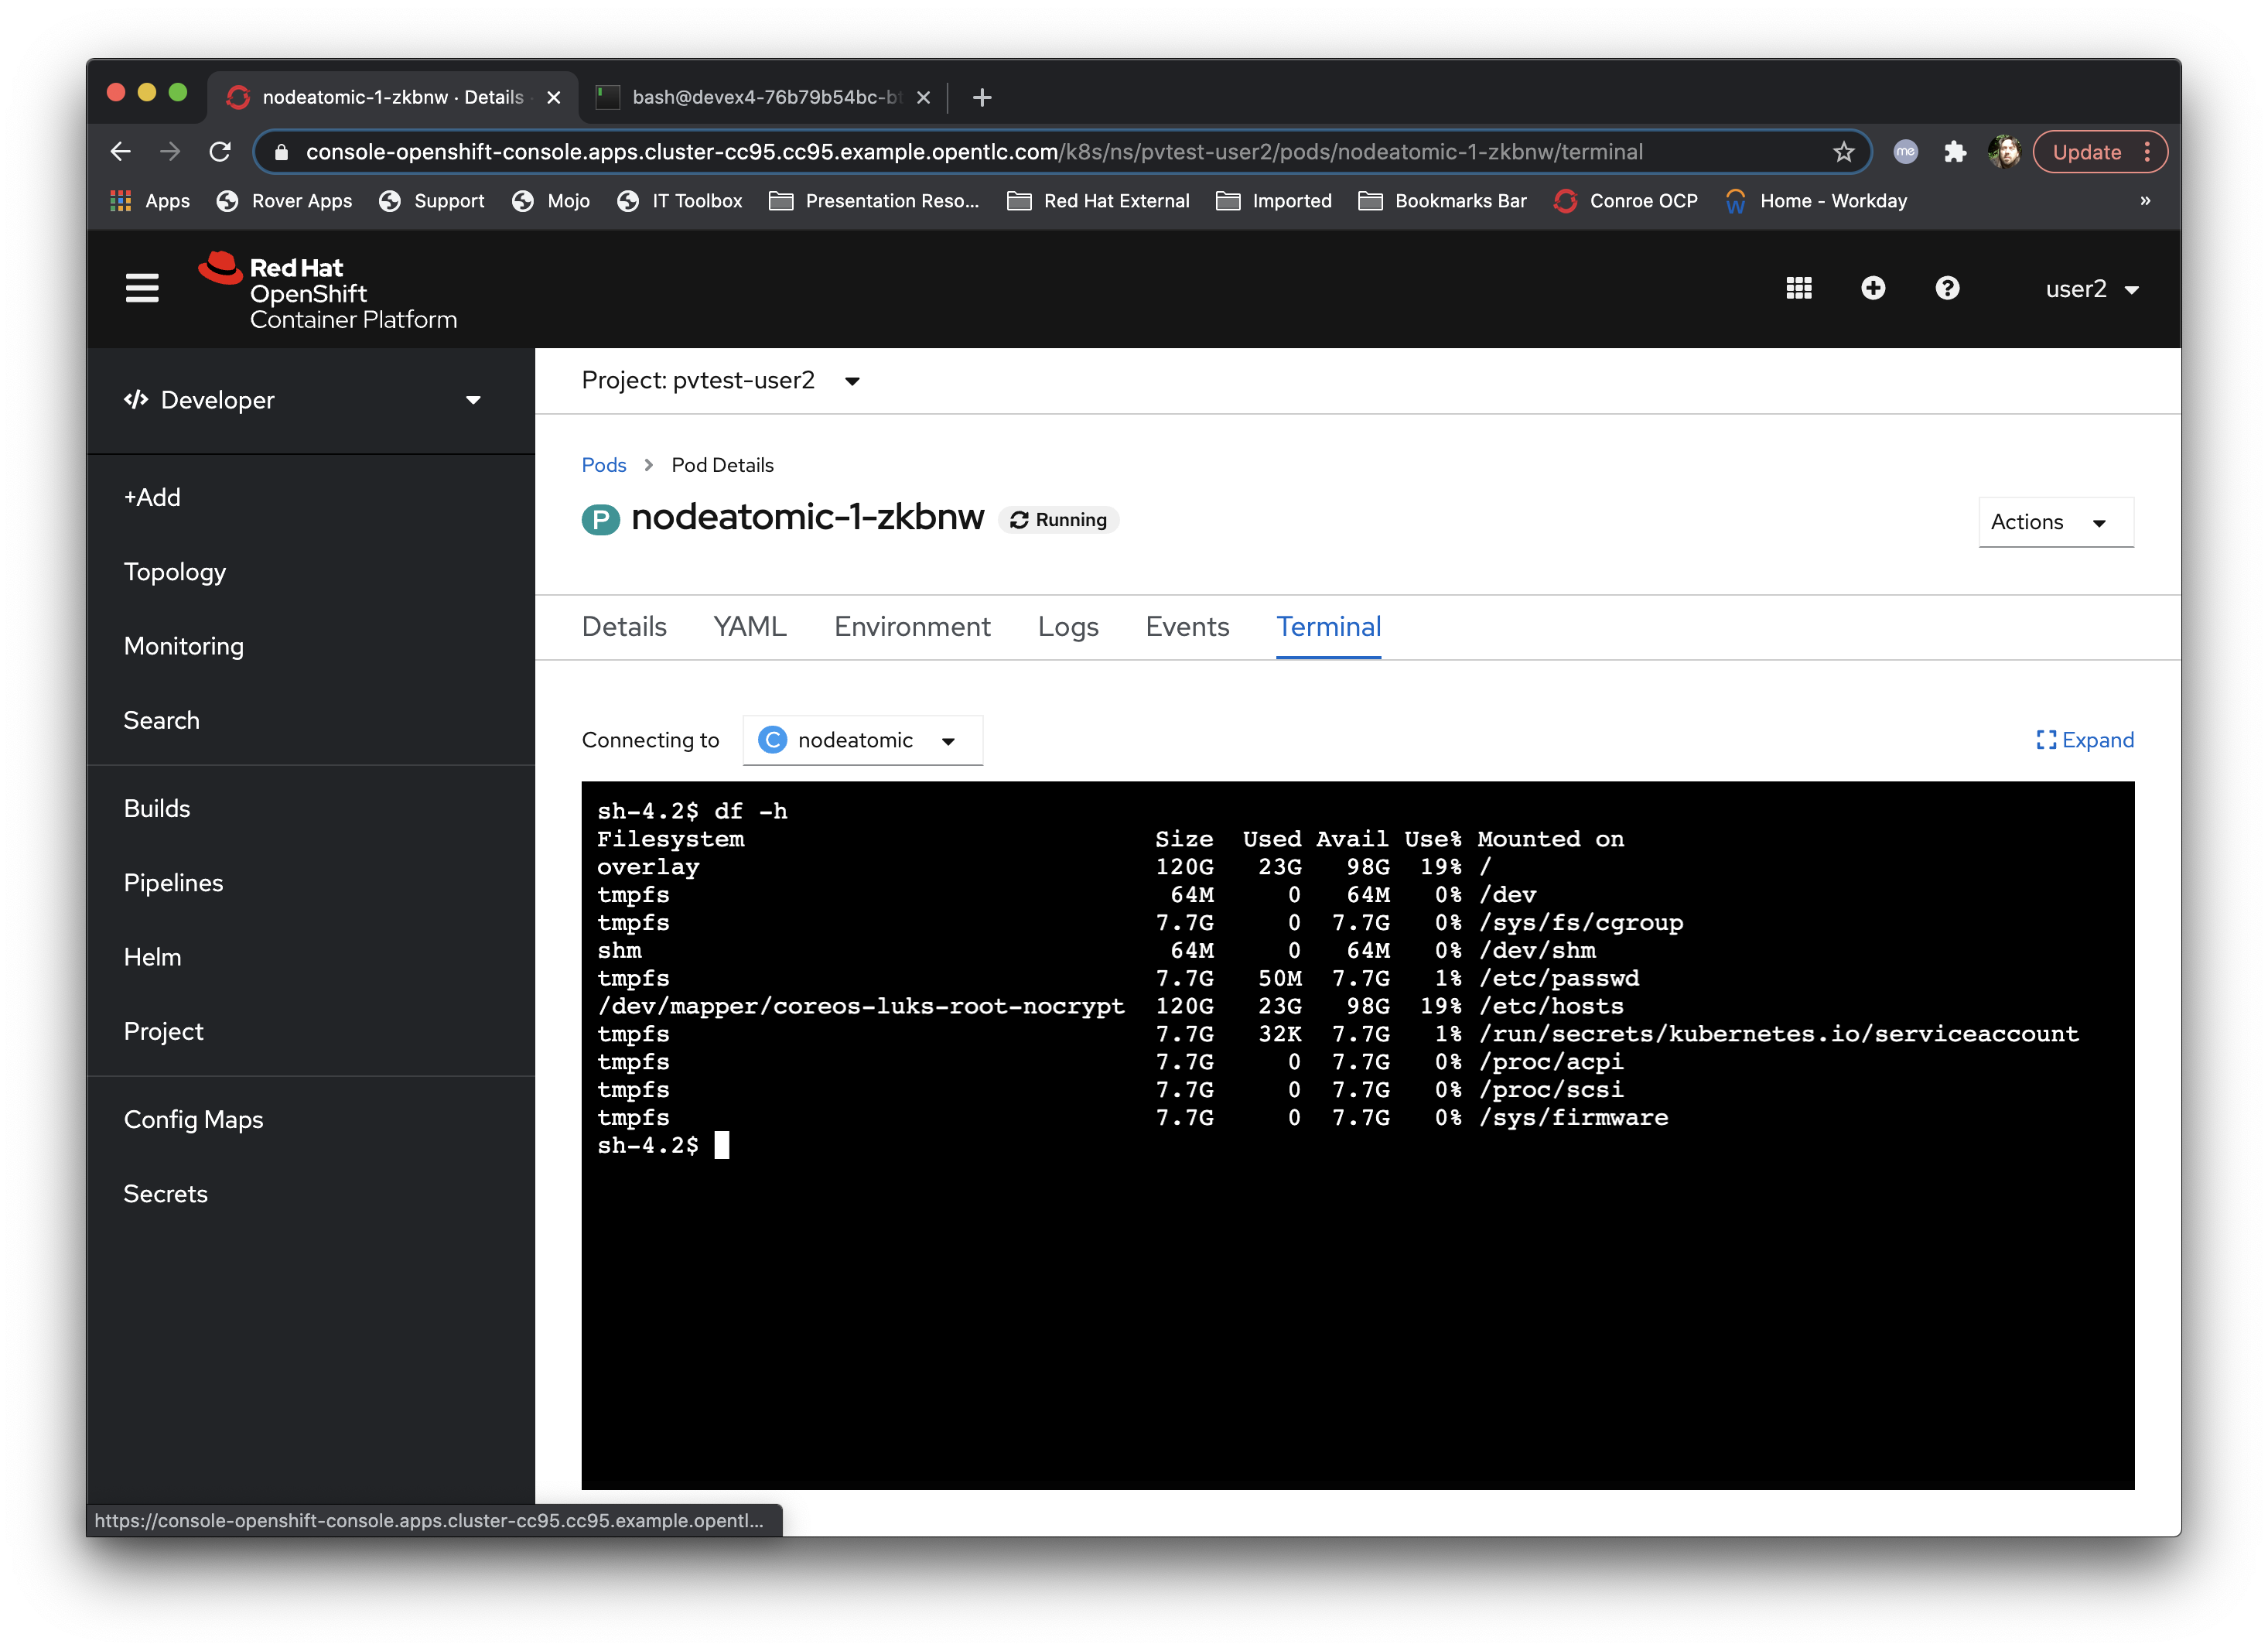 nodeatomic-1-zkbnw · Details
bash@devex4-76b79b54bc-bt
console-openshift-console.apps.cluster-cc95.cc95.example.opentlc.com/k8s/ns/pvtest-user2/pods/nodeatomic-1-zkbnw/terminal
me
Update
Apps Rover Apps Support Mojo IT Toolbox Presentation Reso... Red Hat External Imported Bookmarks Bar Conroe OCP Home - Workday »
Red Hat
OpenShift
Container Platform
user2
Developer
+Add
Topology
Monitoring
Search
Builds
Pipelines
Helm
Project
Config Maps
Secrets
Project: pvtest-user2
Pods > Pod Details
P nodeatomic-1-zkbnw Running
Actions
Details YAML Environment Logs Events Terminal
Connecting to C nodeatomic
Expand
sh-4.2$ df -h
Filesystem Size Used Avail Use% Mounted on
overlay 120G 23G 98G 19% /
tmpfs 64M 0 64M 0% /dev
tmpfs 7.7G 0 7.7G 0% /sys/fs/cgroup
shm 64M 0 64M 0% /dev/shm
tmpfs 7.7G 50M 7.7G 1% /etc/passwd
/dev/mapper/coreos-luks-root-nocrypt 120G 23G 98G 19% /etc/hosts
tmpfs 7.7G 32K 7.7G 1% /run/secrets/kubernetes.io/serviceaccount
tmpfs 7.7G 0 7.7G 0% /proc/acpi
tmpfs 7.7G 0 7.7G 0% /proc/scsi
tmpfs 7.7G 0 7.7G 0% /sys/firmware
sh-4.2$
https://console-openshift-console.apps.cluster-cc95.cc95.example.opentl...